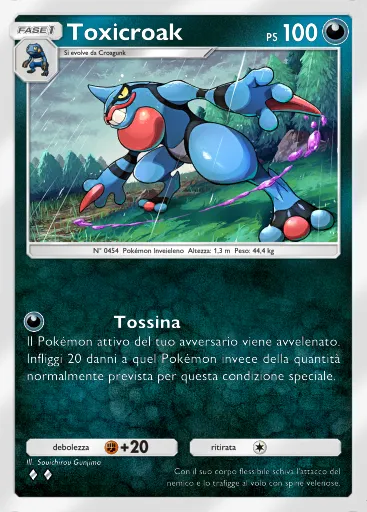 FASE 1
Toxicroak
PS 100
Si evolve da Croagunk
N° 0454 Pokémon Inveieleno Altezza: 1,3 m Peso: 44,4 kg
Tossina
Il Pokémon attivo del tuo avversario viene avvelenato.
Infliggi 20 danni a quel Pokémon invece della quantità
normalmente prevista per questa condizione speciale.
debolezza +20
ritirata
Ill. Souichirou Gunjima
Con il suo corpo flessibile schiva l'attacco del
nemico e lo trafigge al volo con spine velenose.